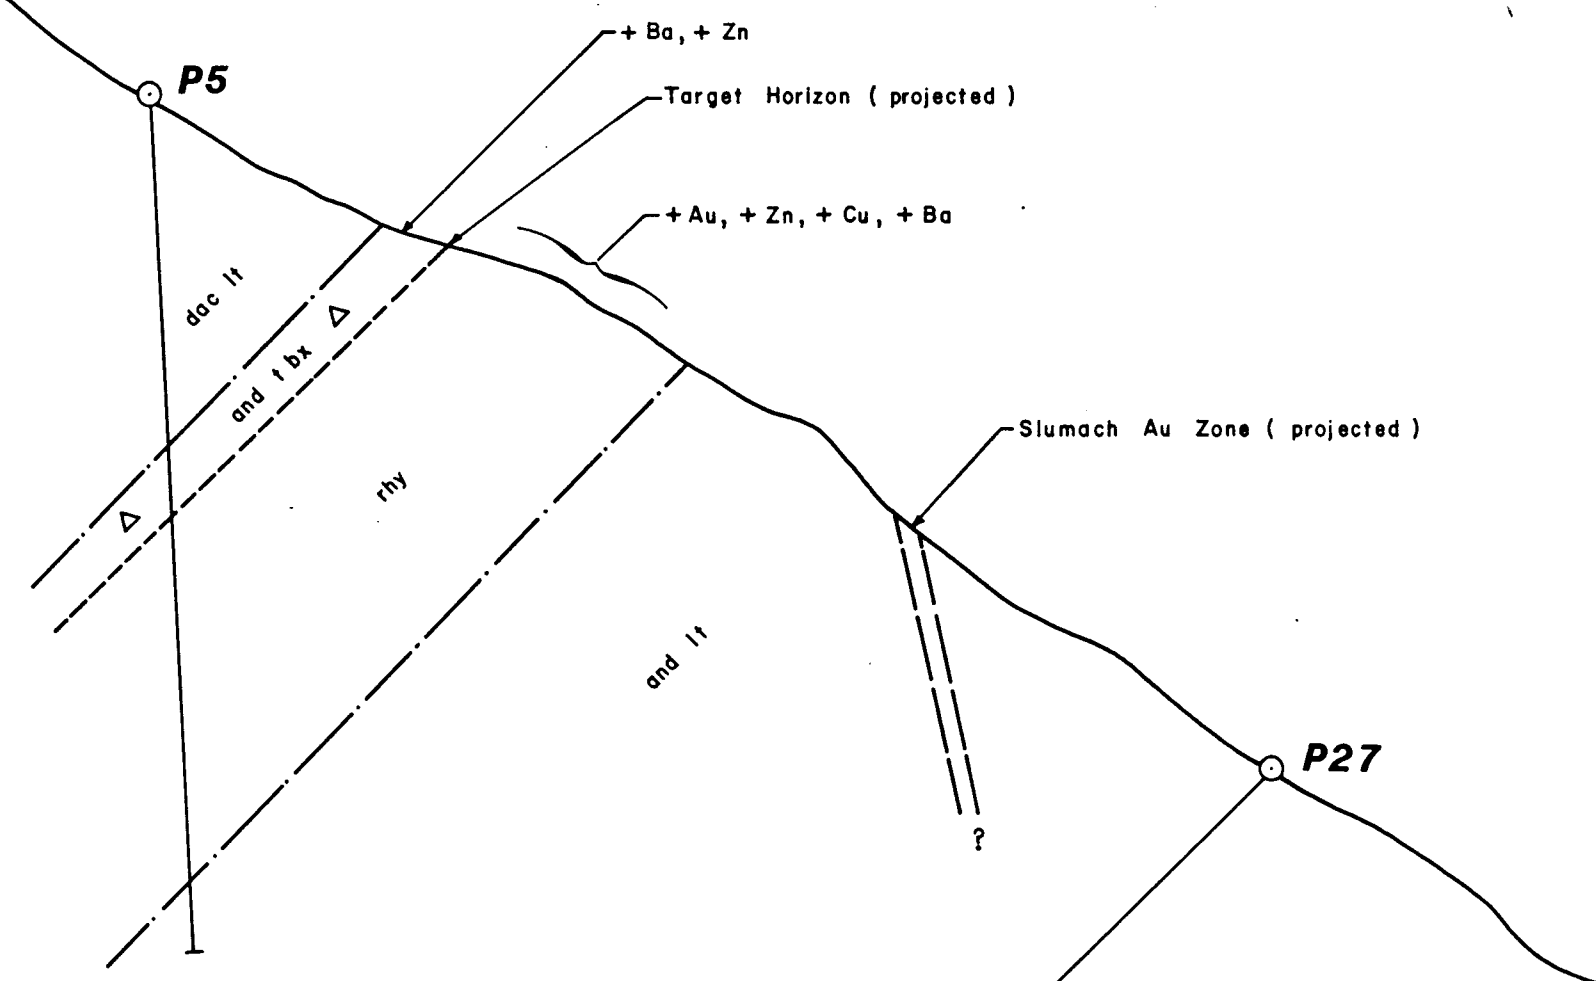 + Ba, + Zn
P5
Target Horizon ( projected )
+ Au, + Zn, + Cu, + Ba
dac lt
and t bx
Slumach Au Zone ( projected )
rhy
and lt
P27
?